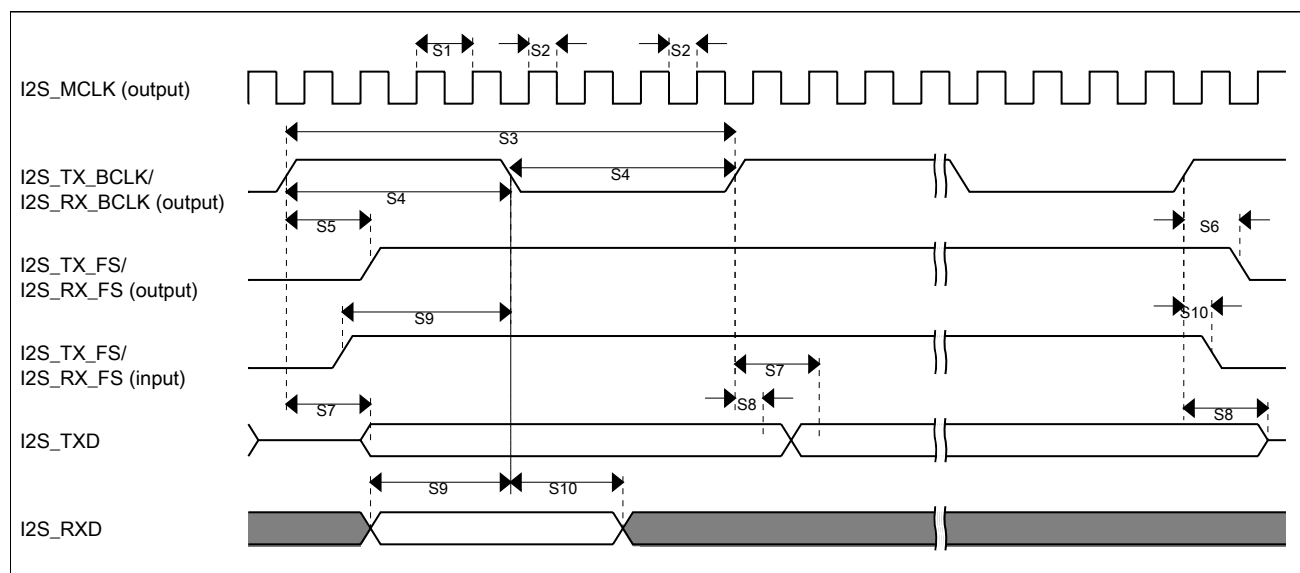 S1
S2
S2
I2S_MCLK (output)
S3
I2S_TX_BCLK/
I2S_RX_BCLK (output)
S4
S4
S5
S6
I2S_TX_FS/
I2S_RX_FS (output)
S9
S10
I2S_TX_FS/
I2S_RX_FS (input)
S7
S7
S8
S8
I2S_TXD
S9
S10
I2S_RXD